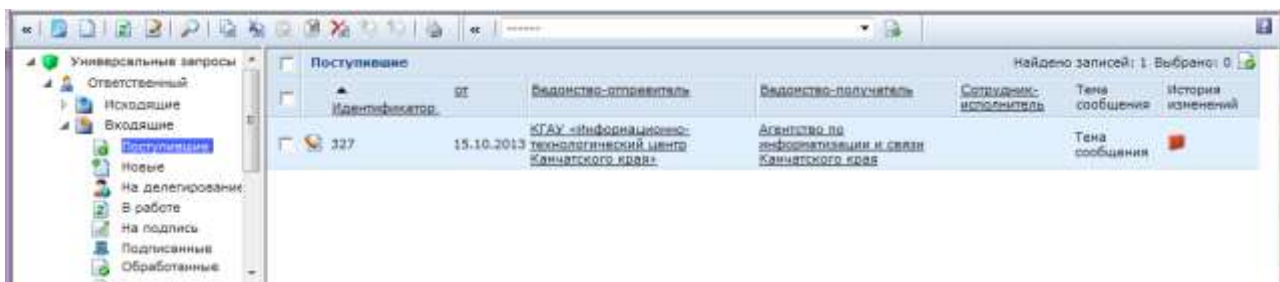 « ------
« 
Универсальные запросы
Ответственный
Исходящие
Входящие
Поступившие
Новые
На делегирование
В работе
На подпись
Подписанные
Обработанные
Поступившие Найдено записей: 1 Выбрано: 0
Идентификатор от Ведомство-отправитель Ведомство-получатель Сотрудник-исполнитель Тема сообщения История изменений
327 15.10.2013 КГАУ «Информационно-технологический центр Камчатского края» Агентство по информатизации и связи Камчатского края Тема сообщения